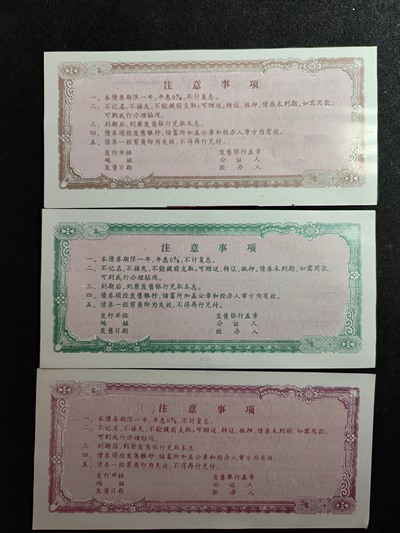 注意事项
一、本债券期限一年，年息9%，不计复息。
二、不记名，不挂失，不能提前支取；可赠送、转让、抵押，债券未到期，如需用款，
可到我行办理贴现。
三、到期后，到原发售银行兑取本息。
四、债券须经发售银行、储蓄所加盖公章和经办人章方为有效。
五、债券一经剪角即为失效，不得再行兑付。
发行单位 发售银行盖章
地址 公证人
发售日期 经办人
注意事项
一、本债券期限一年，年息9%，不计复息。
二、不记名，不挂失，不能提前支取；可赠送、转让、抵押，债券未到期，如需用款，
可到我行办理贴现。
三、到期后，到原发售银行兑取本息。
四、债券须经发售银行、储蓄所加盖公章和经办人章方为有效。
五、债券一经剪角即为失效，不得再行兑付。
发行单位 发售银行盖章
地址 公证人
发售日期 经办人
注意事项
一、本债券期限一年，年息9%，不计复息。
二、不记名，不挂失，不能提前支取；可赠送、转让、抵押，债券未到期，如需用款，
可到我行办理贴现。
三、到期后，到原发售银行兑取本息。
四、债券须经发售银行、储蓄所加盖公章和经办人章方为有效。
五、债券一经剪角即为失效，不得再行兑付。
发行单位 发售银行盖章
地址 公证人
发售日期 经办人